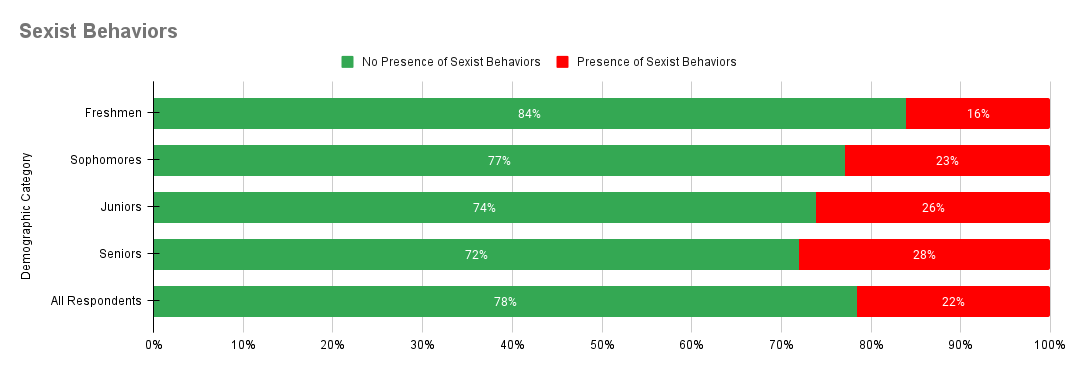 Sexist Behaviors
No Presence of Sexist Behaviors Presence of Sexist Behaviors
Demographic Category
Freshmen 84% 16%
Sophomores 77% 23%
Juniors 74% 26%
Seniors 72% 28%
All Respondents 78% 22%
0% 10% 20% 30% 40% 50% 60% 70% 80% 90% 100%